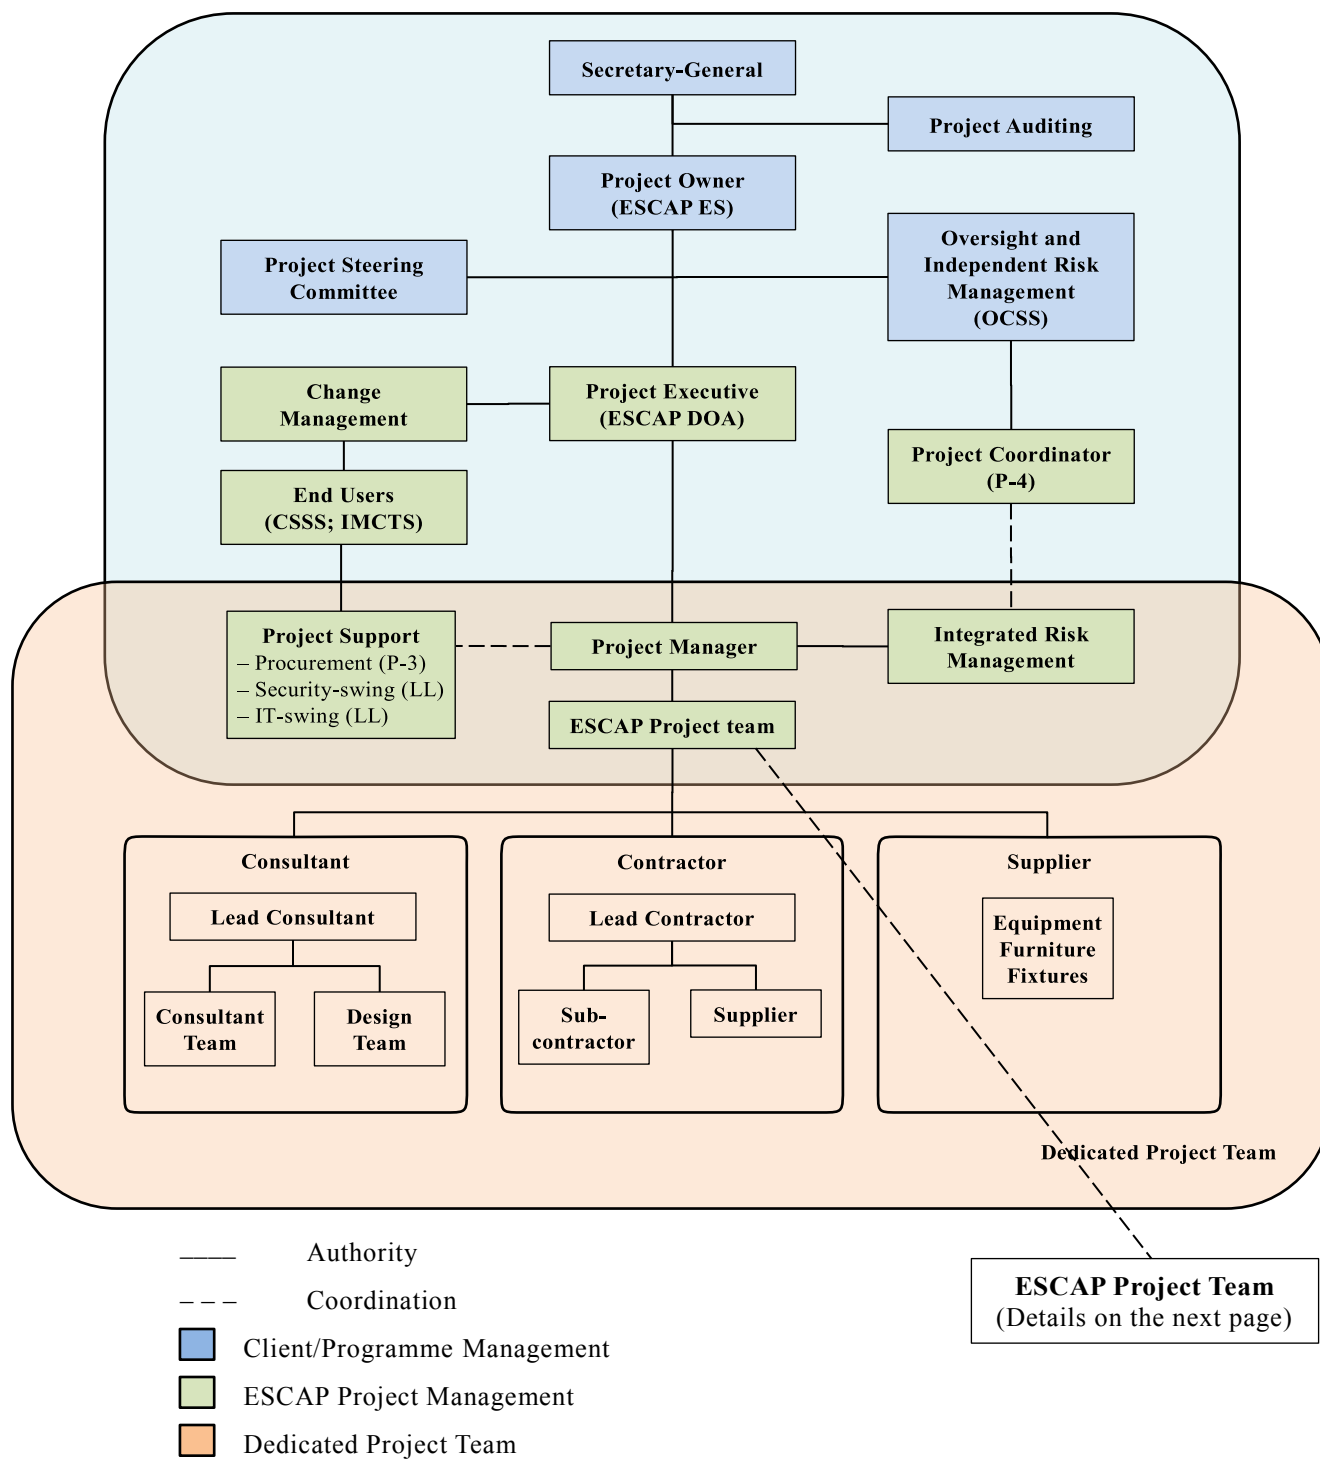 Secretary-General
Project Auditing
Project Owner
(ESCAP ES)
Project Steering
Committee
Oversight and
Independent Risk
Management
(OCSS)
Change
Management
Project Executive
(ESCAP DOA)
Project Coordinator
(P-4)
End Users
(CSSS; IMCTS)
Project Support
– Procurement (P-3)
– Security-swing (LL)
– IT-swing (LL)
Project Manager
Integrated Risk
Management
ESCAP Project team
Consultant
Lead Consultant
Consultant
Team
Design
Team
Contractor
Lead Contractor
Sub-
contractor
Supplier
Supplier
Equipment
Furniture
Fixtures
Dedicated Project Team
Authority
Coordination
Client/Programme Management
ESCAP Project Management
Dedicated Project Team
ESCAP Project Team
(Details on the next page)